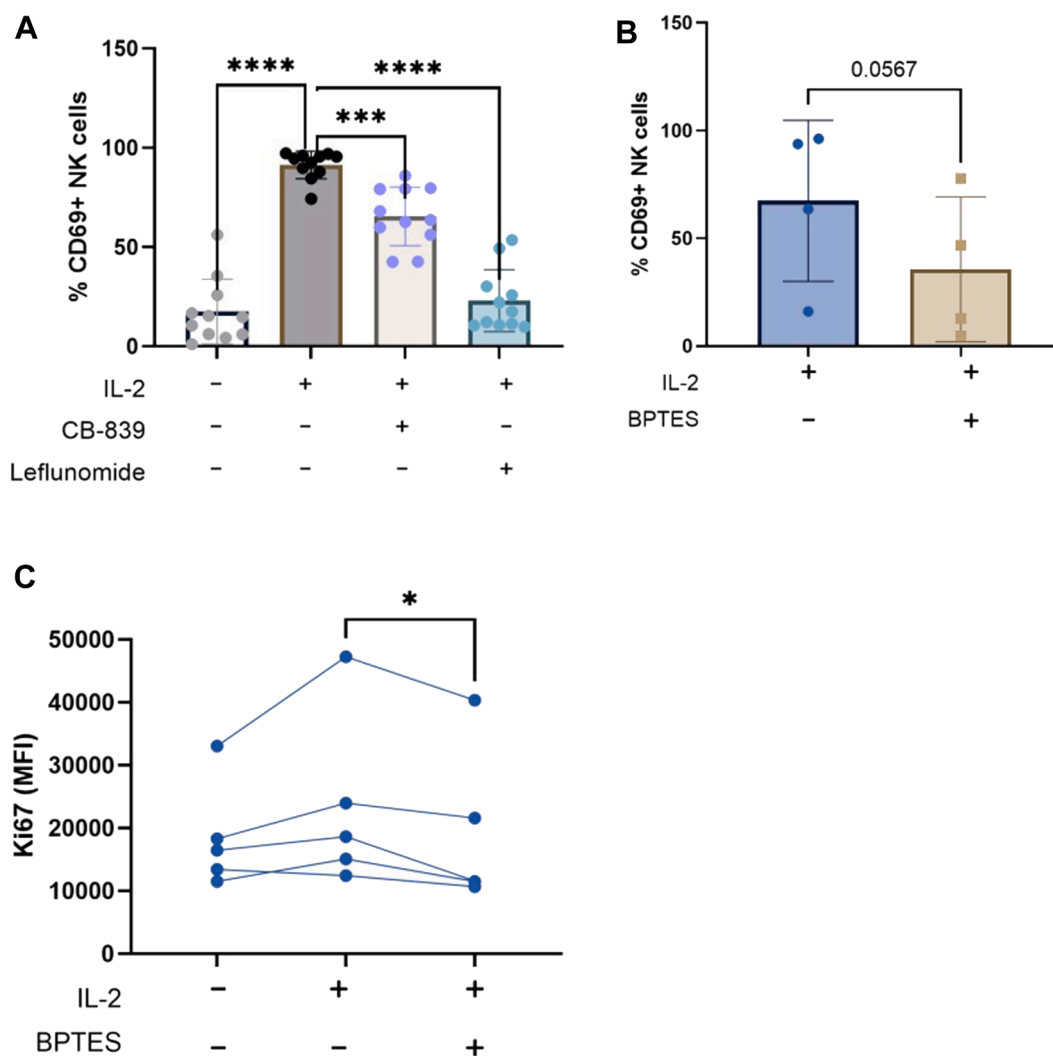 A
% CD69+ NK cells
150
100
50
0
****
****
***
IL-2 − + + +
CB-839 − − + −
Leflunomide − − − +
B
% CD69+ NK cells
150
100
50
0
0.0567
IL-2 + +
BPTES − +
C
Ki67 (MFI)
50000
40000
30000
20000
10000
0
*
IL-2 − + +
BPTES − − +